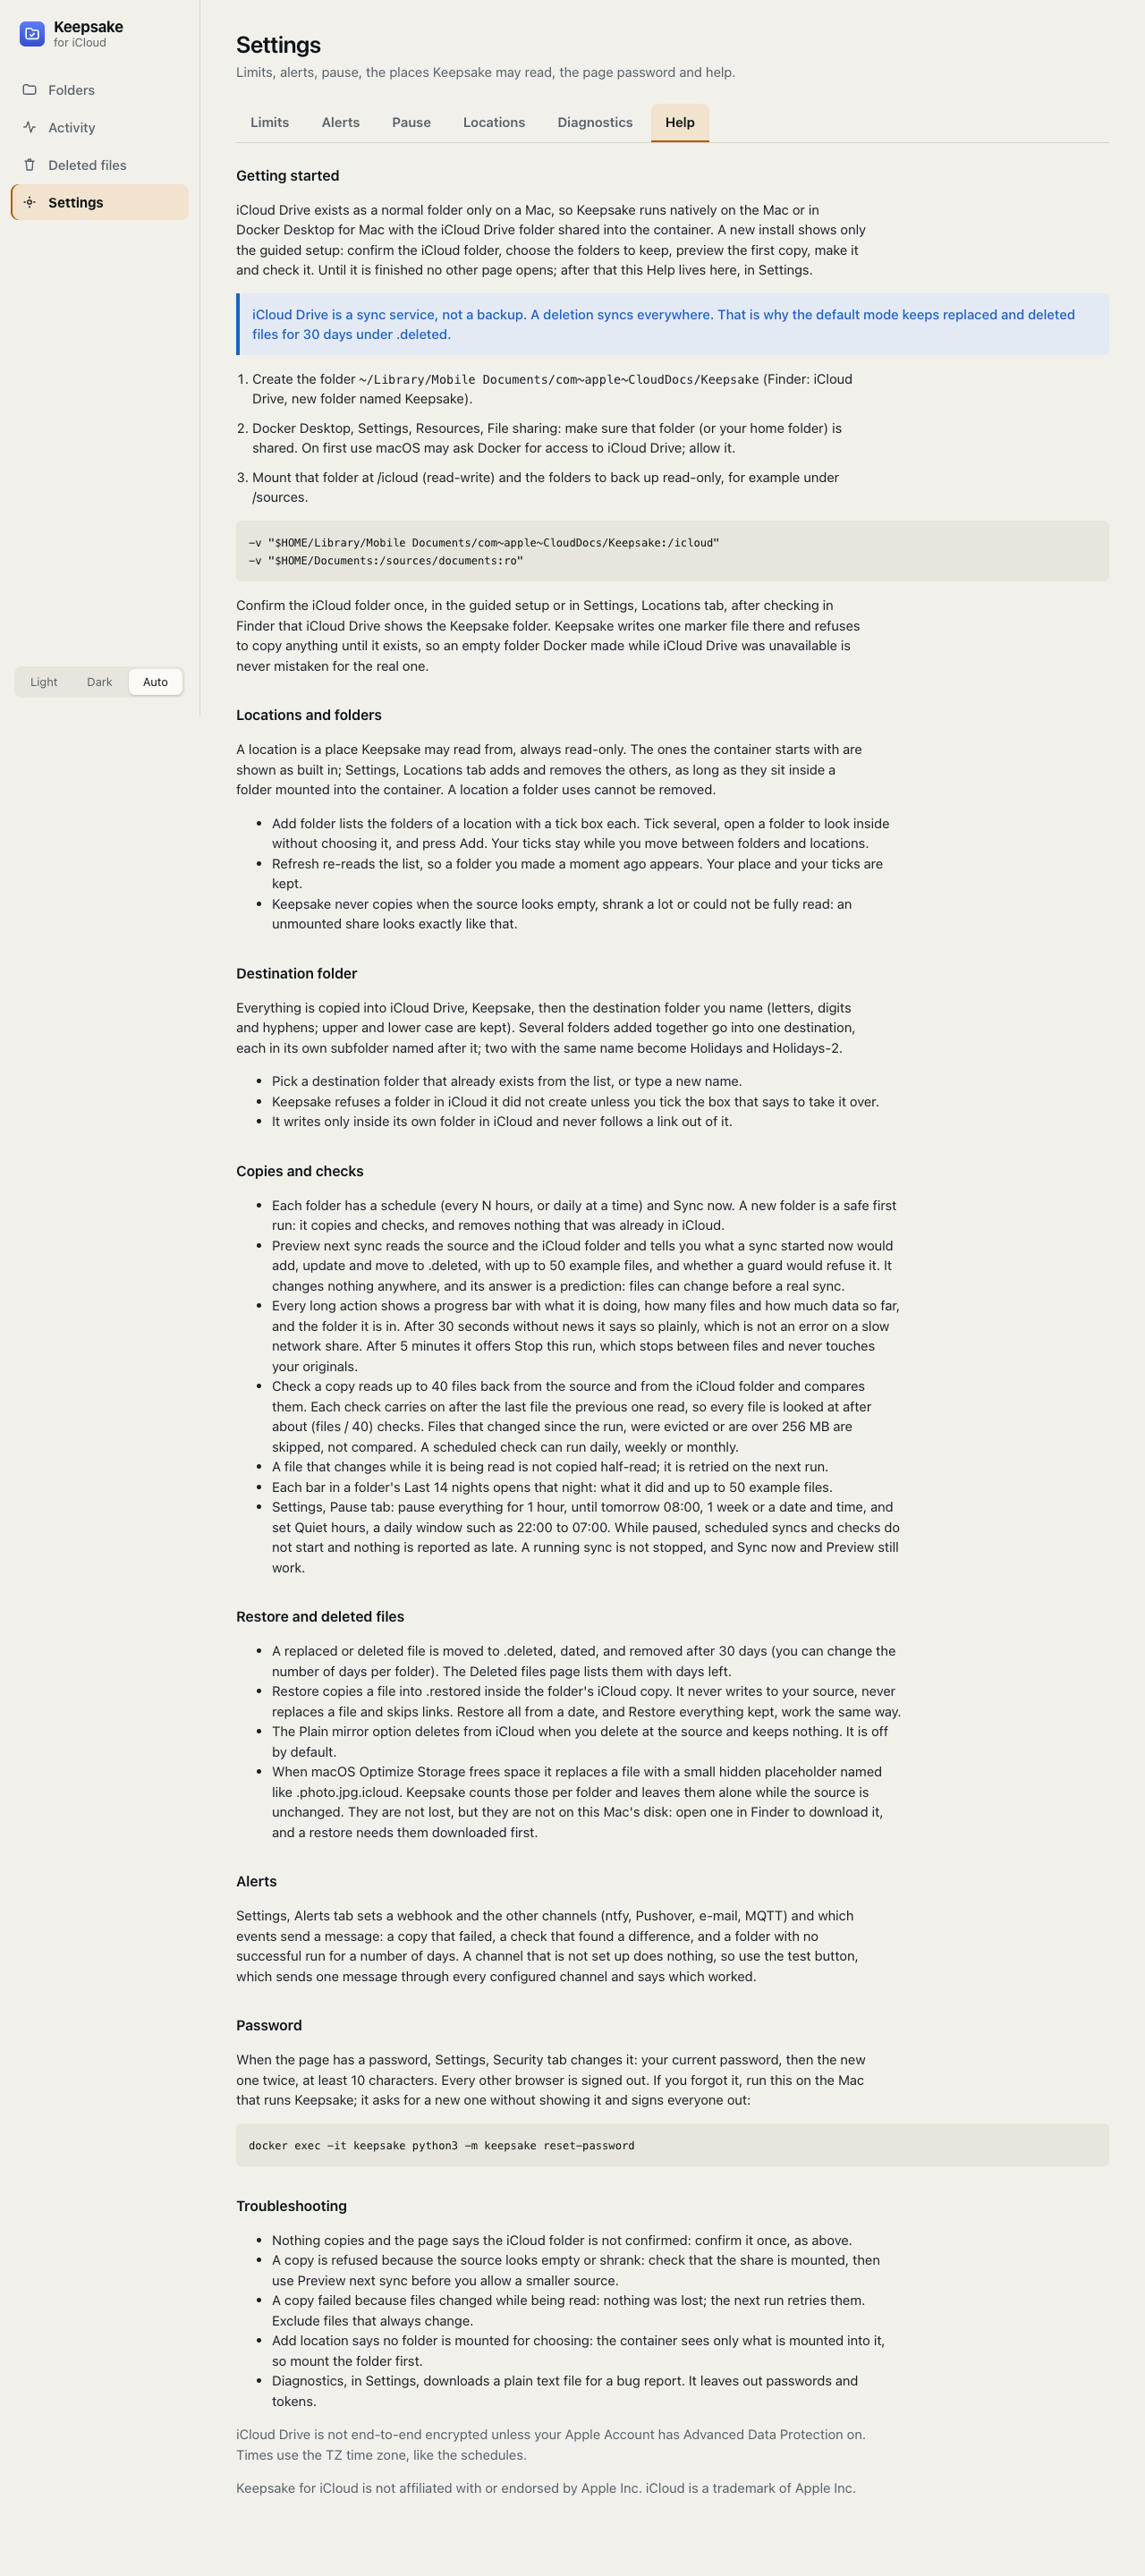 Keepsake
for iCloud
Folders
Activity
Deleted files
Settings
Light Dark Auto
Settings
Limits, alerts, pause, the places Keepsake may read, the page password and help.
Limits Alerts Pause Locations Diagnostics Help
Getting started
iCloud Drive exists as a normal folder only on a Mac, so Keepsake runs natively on the Mac or in
Docker Desktop for Mac with the iCloud Drive folder shared into the container. A new install shows only
the guided setup: confirm the iCloud folder, choose the folders to keep, preview the first copy, make it
and check it. Until it is finished no other page opens; after that this Help lives here, in Settings.
iCloud Drive is a sync service, not a backup. A deletion syncs everywhere. That is why the default mode keeps replaced and deleted
files for 30 days under .deleted.
1. Create the folder ~/Library/Mobile Documents/com~apple~CloudDocs/Keepsake (Finder: iCloud
Drive, new folder named Keepsake).
2. Docker Desktop, Settings, Resources, File sharing: make sure that folder (or your home folder) is
shared. On first use macOS may ask Docker for access to iCloud Drive; allow it.
3. Mount that folder at /icloud (read-write) and the folders to back up read-only, for example under
/sources.
-v "$HOME/Library/Mobile Documents/com~apple~CloudDocs/Keepsake:/icloud"
-v "$HOME/Documents:/sources/documents:ro"
Confirm the iCloud folder once, in the guided setup or in Settings, Locations tab, after checking in
Finder that iCloud Drive shows the Keepsake folder. Keepsake writes one marker file there and refuses
to copy anything until it exists, so an empty folder Docker made while iCloud Drive was unavailable is
never mistaken for the real one.
Locations and folders
A location is a place Keepsake may read from, always read-only. The ones the container starts with are
shown as built in; Settings, Locations tab adds and removes the others, as long as they sit inside a
folder mounted into the container. A location a folder uses cannot be removed.
• Add folder lists the folders of a location with a tick box each. Tick several, open a folder to look inside
without choosing it, and press Add. Your ticks stay while you move between folders and locations.
• Refresh re-reads the list, so a folder you made a moment ago appears. Your place and your ticks are
kept.
• Keepsake never copies when the source looks empty, shrank a lot or could not be fully read: an
unmounted share looks exactly like that.
Destination folder
Everything is copied into iCloud Drive, Keepsake, then the destination folder you name (letters, digits
and hyphens; upper and lower case are kept). Several folders added together go into one destination,
each in its own subfolder named after it; two with the same name become Holidays and Holidays-2.
• Pick a destination folder that already exists from the list, or type a new name.
• Keepsake refuses a folder in iCloud it did not create unless you tick the box that says to take it over.
• It writes only inside its own folder in iCloud and never follows a link out of it.
Copies and checks
• Each folder has a schedule (every N hours, or daily at a time) and Sync now. A new folder is a safe first
run: it copies and checks, and removes nothing that was already in iCloud.
• Preview next sync reads the source and the iCloud folder and tells you what a sync started now would
add, update and move to .deleted, with up to 50 example files, and whether a guard would refuse it. It
changes nothing anywhere, and its answer is a prediction: files can change before a real sync.
• Every long action shows a progress bar with what it is doing, how many files and how much data so far,
and the folder it is in. After 30 seconds without news it says so plainly, which is not an error on a slow
network share. After 5 minutes it offers Stop this run, which stops between files and never touches
your originals.
• Check a copy reads up to 40 files back from the source and from the iCloud folder and compares
them. Each check carries on after the last file the previous one read, so every file is looked at after
about (files / 40) checks. Files that changed since the run, were evicted or are over 256 MB are
skipped, not compared. A scheduled check can run daily, weekly or monthly.
• A file that changes while it is being read is not copied half-read; it is retried on the next run.
• Each bar in a folder's Last 14 nights opens that night: what it did and up to 50 example files.
• Settings, Pause tab: pause everything for 1 hour, until tomorrow 08:00, 1 week or a date and time, and
set Quiet hours, a daily window such as 22:00 to 07:00. While paused, scheduled syncs and checks do
not start and nothing is reported as late. A running sync is not stopped, and Sync now and Preview still
work.
Restore and deleted files
• A replaced or deleted file is moved to .deleted, dated, and removed after 30 days (you can change the
number of days per folder). The Deleted files page lists them with days left.
• Restore copies a file into .restored inside the folder's iCloud copy. It never writes to your source, never
replaces a file and skips links. Restore all from a date, and Restore everything kept, work the same way.
• The Plain mirror option deletes from iCloud when you delete at the source and keeps nothing. It is off
by default.
• When macOS Optimize Storage frees space it replaces a file with a small hidden placeholder named
like .photo.jpg.icloud. Keepsake counts those per folder and leaves them alone while the source is
unchanged. They are not lost, but they are not on this Mac's disk: open one in Finder to download it,
and a restore needs them downloaded first.
Alerts
Settings, Alerts tab sets a webhook and the other channels (ntfy, Pushover, e-mail, MQTT) and which
events send a message: a copy that failed, a check that found a difference, and a folder with no
successful run for a number of days. A channel that is not set up does nothing, so use the test button,
which sends one message through every configured channel and says which worked.
Password
When the page has a password, Settings, Security tab changes it: your current password, then the new
one twice, at least 10 characters. Every other browser is signed out. If you forgot it, run this on the Mac
that runs Keepsake; it asks for a new one without showing it and signs everyone out:
docker exec -it keepsake python3 -m keepsake reset-password
Troubleshooting
• Nothing copies and the page says the iCloud folder is not confirmed: confirm it once, as above.
• A copy is refused because the source looks empty or shrank: check that the share is mounted, then
use Preview next sync before you allow a smaller source.
• A copy failed because files changed while being read: nothing was lost; the next run retries them.
Exclude files that always change.
• Add location says no folder is mounted for choosing: the container sees only what is mounted into it,
so mount the folder first.
• Diagnostics, in Settings, downloads a plain text file for a bug report. It leaves out passwords and
tokens.
iCloud Drive is not end-to-end encrypted unless your Apple Account has Advanced Data Protection on.
Times use the TZ time zone, like the schedules.
Keepsake for iCloud is not affiliated with or endorsed by Apple Inc. iCloud is a trademark of Apple Inc.